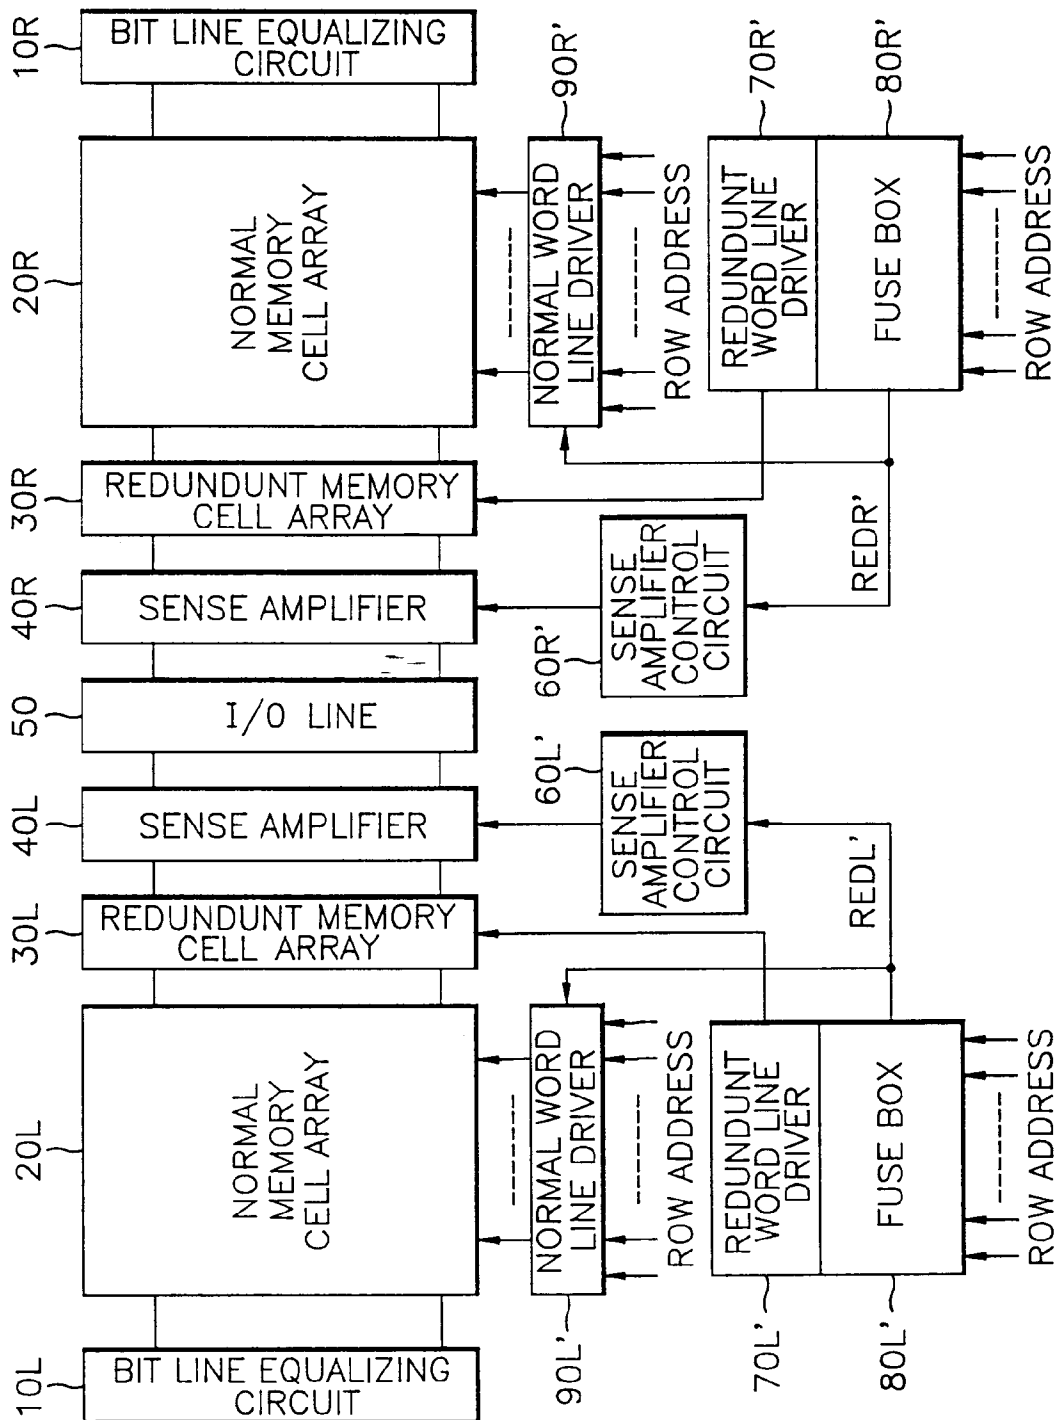 10L
20L
30L
40L
50
40R
30R
20R
10R
BIT LINE EQUALIZING
CIRCUIT
NORMAL
MEMORY
CELL ARRAY
REDUNDUNT MEMORY
CELL ARRAY
SENSE AMPLIFIER
I/O LINE
SENSE AMPLIFIER
REDUNDUNT MEMORY
CELL ARRAY
NORMAL
MEMORY
CELL ARRAY
BIT LINE EQUALIZING
CIRCUIT
90L'
NORMAL WORD
LINE DRIVER
ROW ADDRESS
60L'
SENSE
AMPLIFIER
CONTROL
CIRCUIT
60R'
SENSE
AMPLIFIER
CONTROL
CIRCUIT
NORMAL WORD
LINE DRIVER
90R'
ROW ADDRESS
70L'
REDUNDUNT
WORD LINE
DRIVER
80L'
FUSE BOX
REDL'
REDR'
REDUNDUNT
WORD LINE
DRIVER
70R'
FUSE BOX
80R'
ROW ADDRESS
ROW ADDRESS